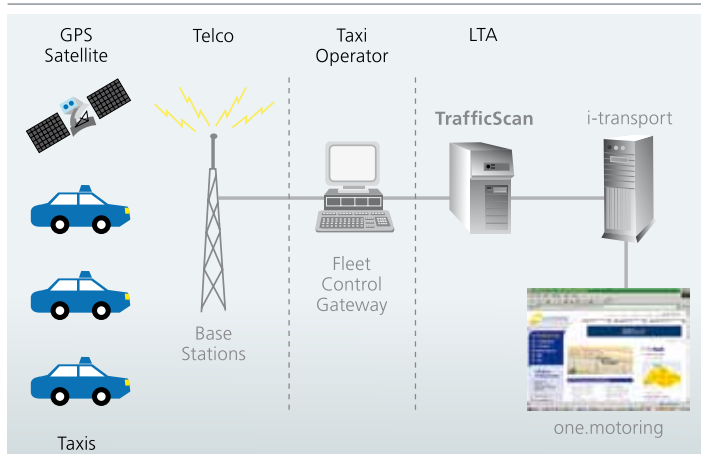 GPS
Satellite
Telco
Taxi
Operator
LTA
TrafficScan
i-transport
Fleet
Control
Gateway
Base
Stations
one.motoring
Taxis